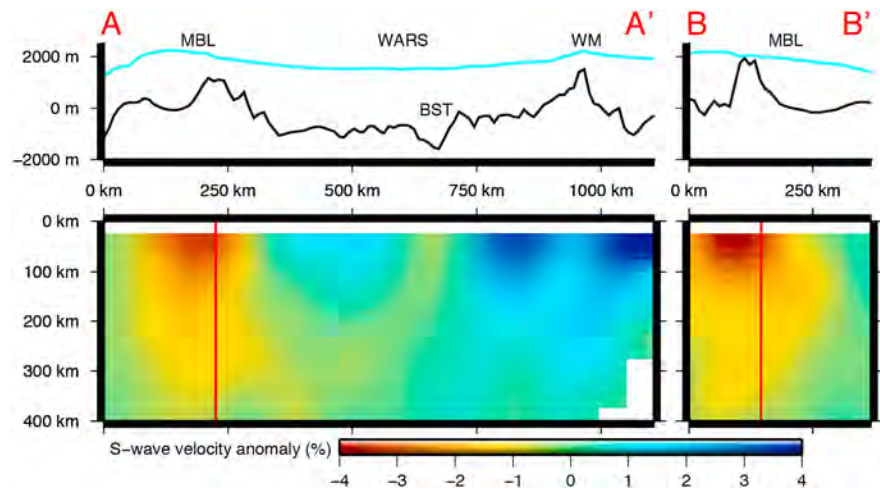 A MBL WARS WM A’ B MBL B’
2000 m
0 m
BST
−2000 m
0 km 250 km 500 km 750 km 1000 km 0 km 250 km
0 km
100 km
200 km
300 km
400 km
S−wave velocity anomaly (%)
−4 −3 −2 −1 0 1 2 3 4